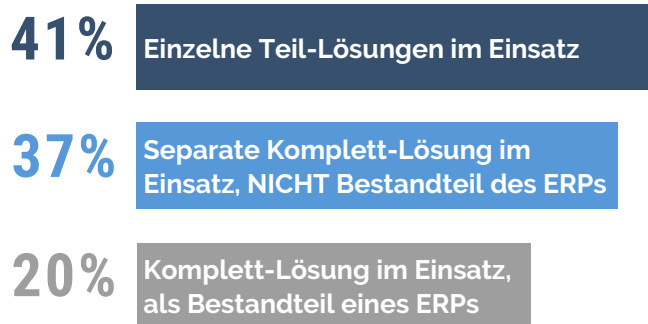 41% Einzelne Teil-Lösungen im Einsatz
37% Separate Komplett-Lösung im
Einsatz, NICHT Bestandteil des ERPs
20% Komplett-Lösung im Einsatz,
als Bestandteil eines ERPs